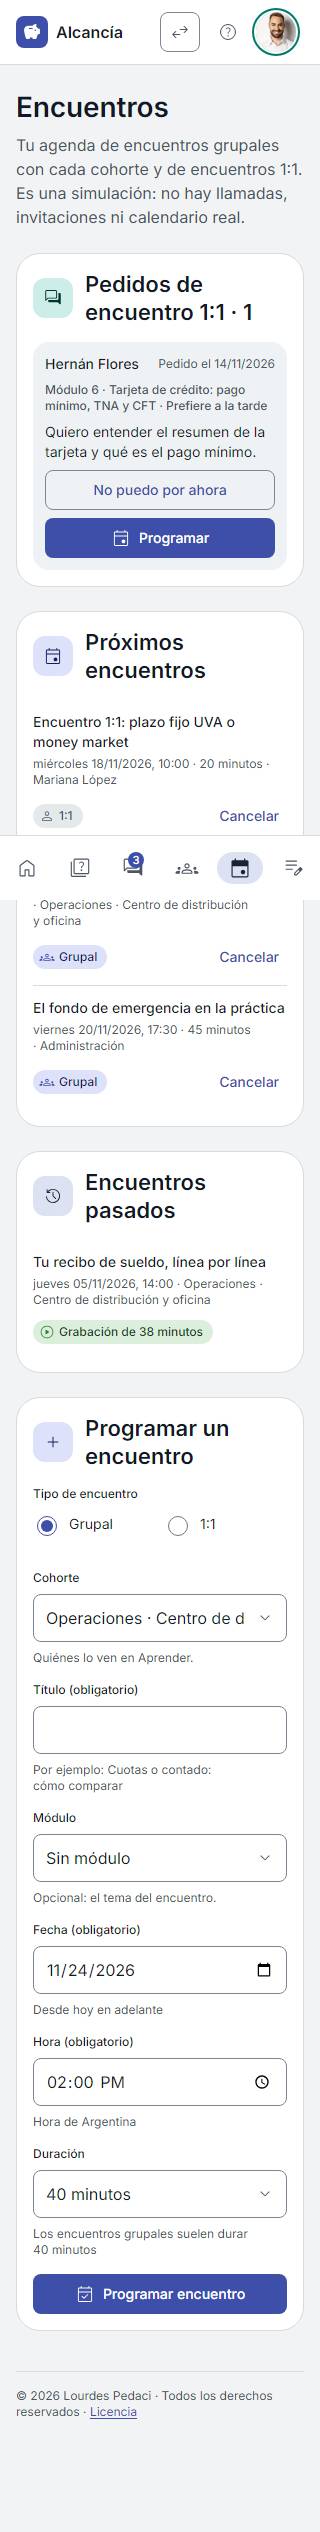 Alcancía
Encuentros
Tu agenda de encuentros grupales
con cada cohorte y de encuentros 1:1.
Es una simulación: no hay llamadas,
invitaciones ni calendario real.
Pedidos de
encuentro 1:1 · 1
Hernán Flores
Pedido el 14/11/2026
Módulo 6 · Tarjeta de crédito: pago
mínimo, TNA y CFT · Prefiere a la tarde
Quiero entender el resumen de la
tarjeta y qué es el pago mínimo.
No puedo por ahora
Programar
Próximos
encuentros
Encuentro 1:1: plazo fijo UVA o
money market
miércoles 18/11/2026, 10:00 · 20 minutos ·
Mariana López
1:1
Cancelar
3
· Operaciones · Centro de distribución
y oficina
Grupal
Cancelar
El fondo de emergencia en la práctica
viernes 20/11/2026, 17:30 · 45 minutos
· Administración
Grupal
Cancelar
Encuentros
pasados
Tu recibo de sueldo, línea por línea
jueves 05/11/2026, 14:00 · Operaciones ·
Centro de distribución y oficina
Grabación de 38 minutos
Programar un
encuentro
Tipo de encuentro
Grupal
1:1
Cohorte
Operaciones · Centro de d
Quiénes lo ven en Aprender.
Título (obligatorio)
Por ejemplo: Cuotas o contado:
cómo comparar
Módulo
Sin módulo
Opcional: el tema del encuentro.
Fecha (obligatorio)
11/24/2026
Desde hoy en adelante
Hora (obligatorio)
02:00 PM
Hora de Argentina
Duración
40 minutos
Los encuentros grupales suelen durar
40 minutos
Programar encuentro
© 2026 Lourdes Pedaci · Todos los derechos
reservados · Licencia